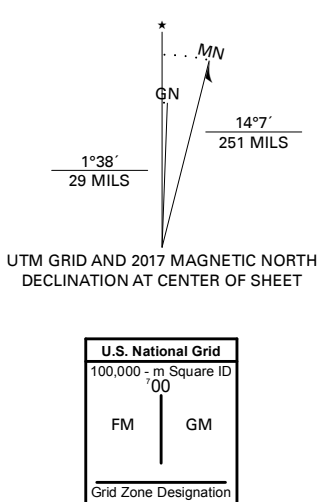 ★
MN
GN
14°7´
251 MILS
1°38´
29 MILS
UTM GRID AND 2017 MAGNETIC NORTH
DECLINATION AT CENTER OF SHEET
U.S. National Grid
100,000 - m Square ID
⁷00
FM GM
Grid Zone Designation